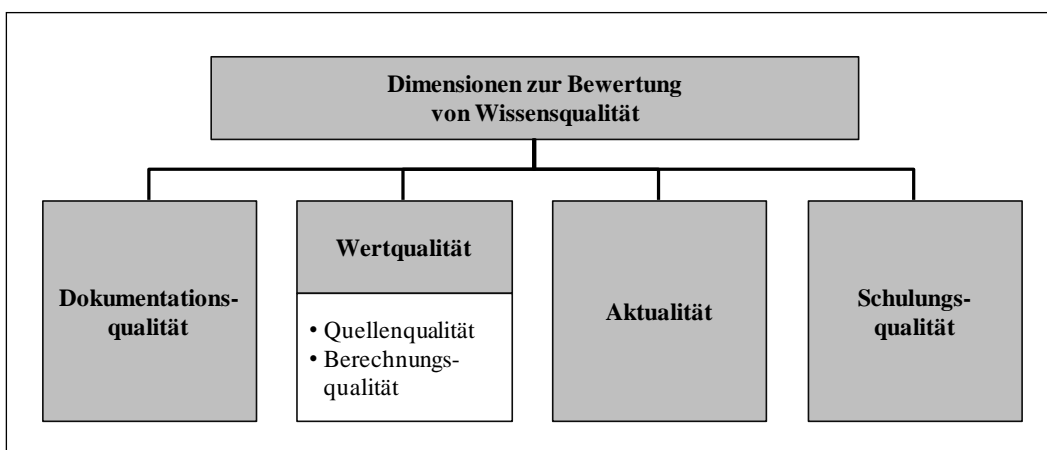 Dimensionen zur Bewertung
von Wissensqualität
Dokumentations-
qualität
Wertqualität
• Quellenqualität
• Berechnungs-
qualität
Aktualität
Schulungs-
qualität